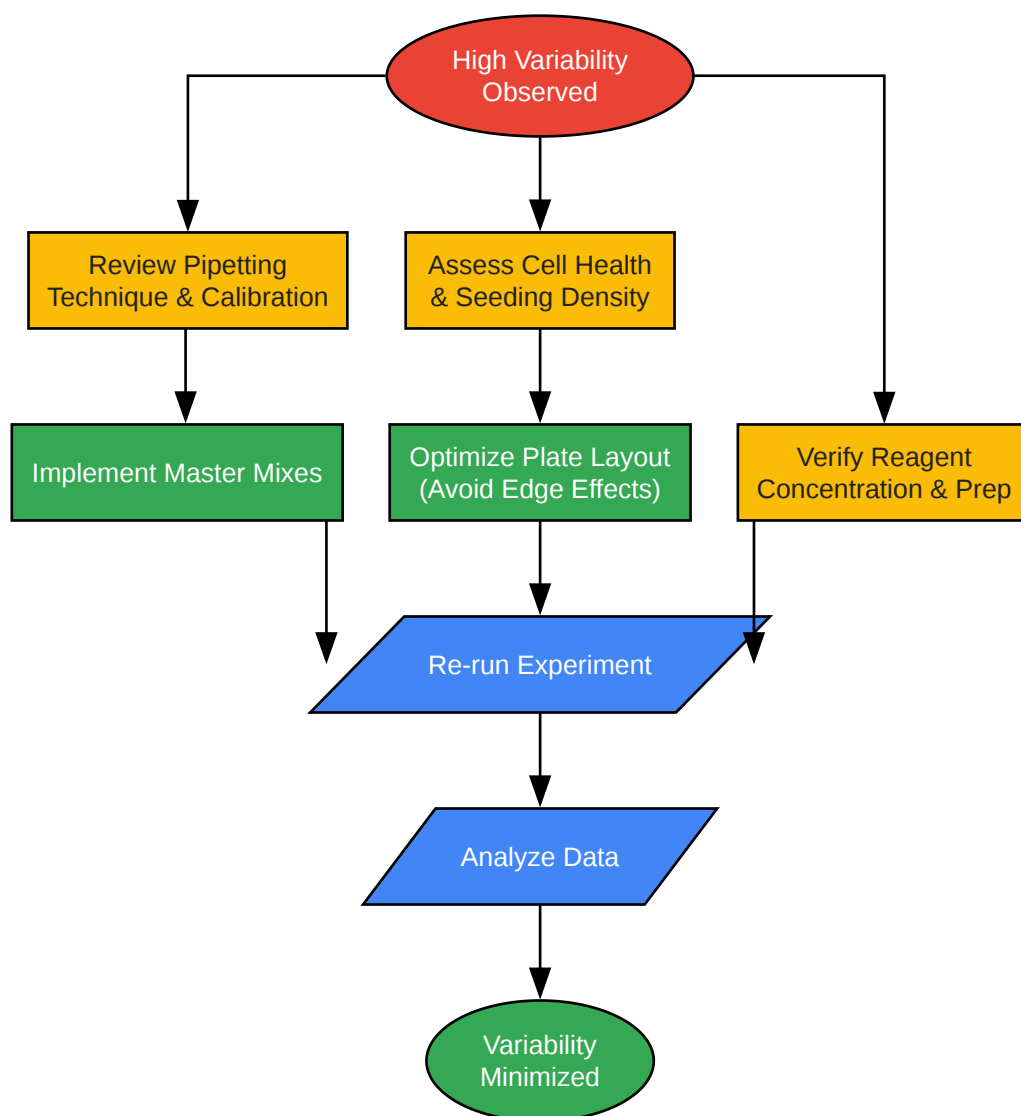 High Variability
Observed
Review Pipetting
Technique & Calibration
Assess Cell Health
& Seeding Density
Implement Master Mixes
Optimize Plate Layout
(Avoid Edge Effects)
Verify Reagent
Concentration & Prep
Re-run Experiment
Analyze Data
Variability
Minimized